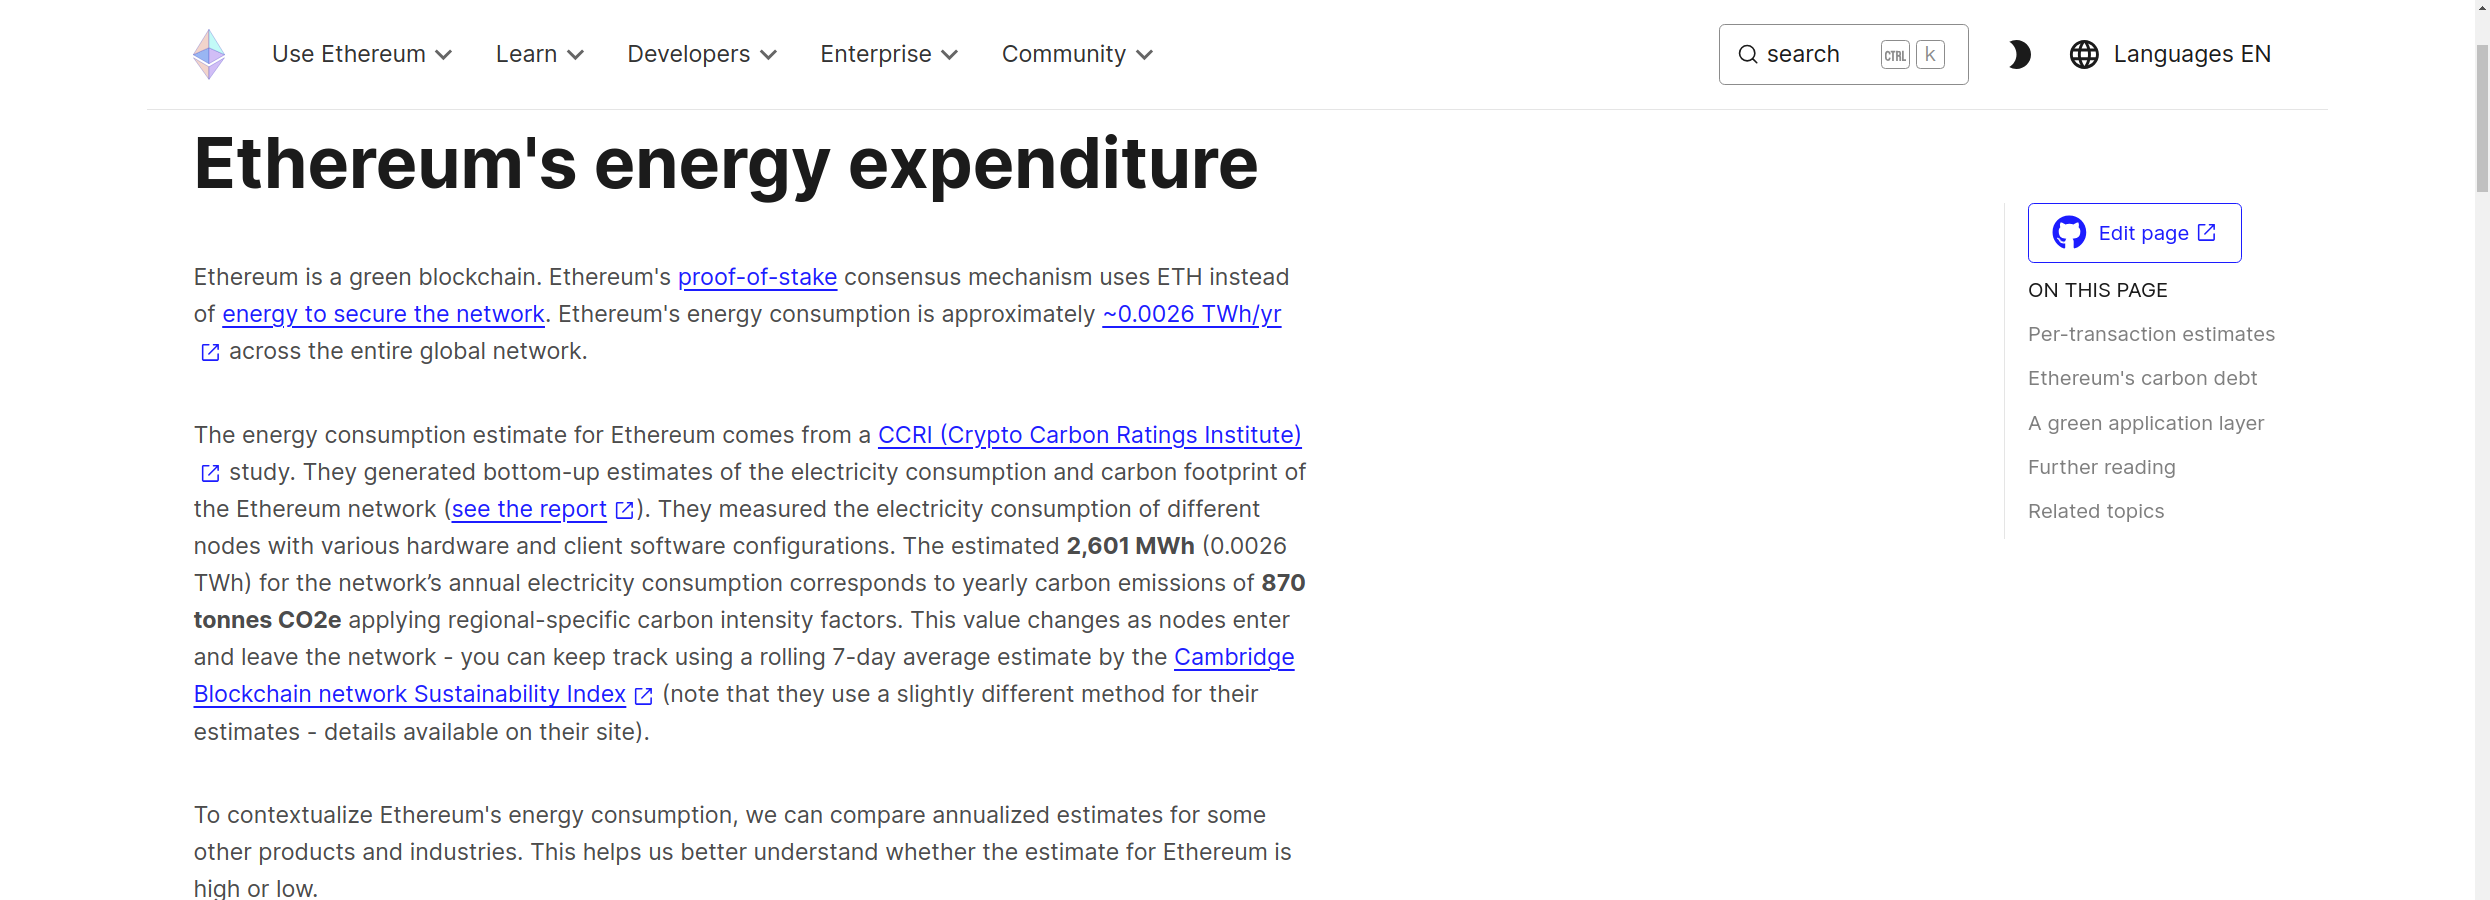 Use Ethereum Learn Developers Enterprise Community search CTRL k Languages EN
Ethereum's energy expenditure
Ethereum is a green blockchain. Ethereum's proof-of-stake consensus mechanism uses ETH instead
of energy to secure the network. Ethereum's energy consumption is approximately ~0.0026 TWh/yr
across the entire global network.
The energy consumption estimate for Ethereum comes from a CCRI (Crypto Carbon Ratings Institute)
study. They generated bottom-up estimates of the electricity consumption and carbon footprint of
the Ethereum network (see the report). They measured the electricity consumption of different
nodes with various hardware and client software configurations. The estimated 2,601 MWh (0.0026
TWh) for the network’s annual electricity consumption corresponds to yearly carbon emissions of 870
tonnes CO2e applying regional-specific carbon intensity factors. This value changes as nodes enter
and leave the network - you can keep track using a rolling 7-day average estimate by the Cambridge
Blockchain network Sustainability Index (note that they use a slightly different method for their
estimates - details available on their site).
To contextualize Ethereum's energy consumption, we can compare annualized estimates for some
other products and industries. This helps us better understand whether the estimate for Ethereum is
high or low.
Edit page
ON THIS PAGE
Per-transaction estimates
Ethereum's carbon debt
A green application layer
Further reading
Related topics